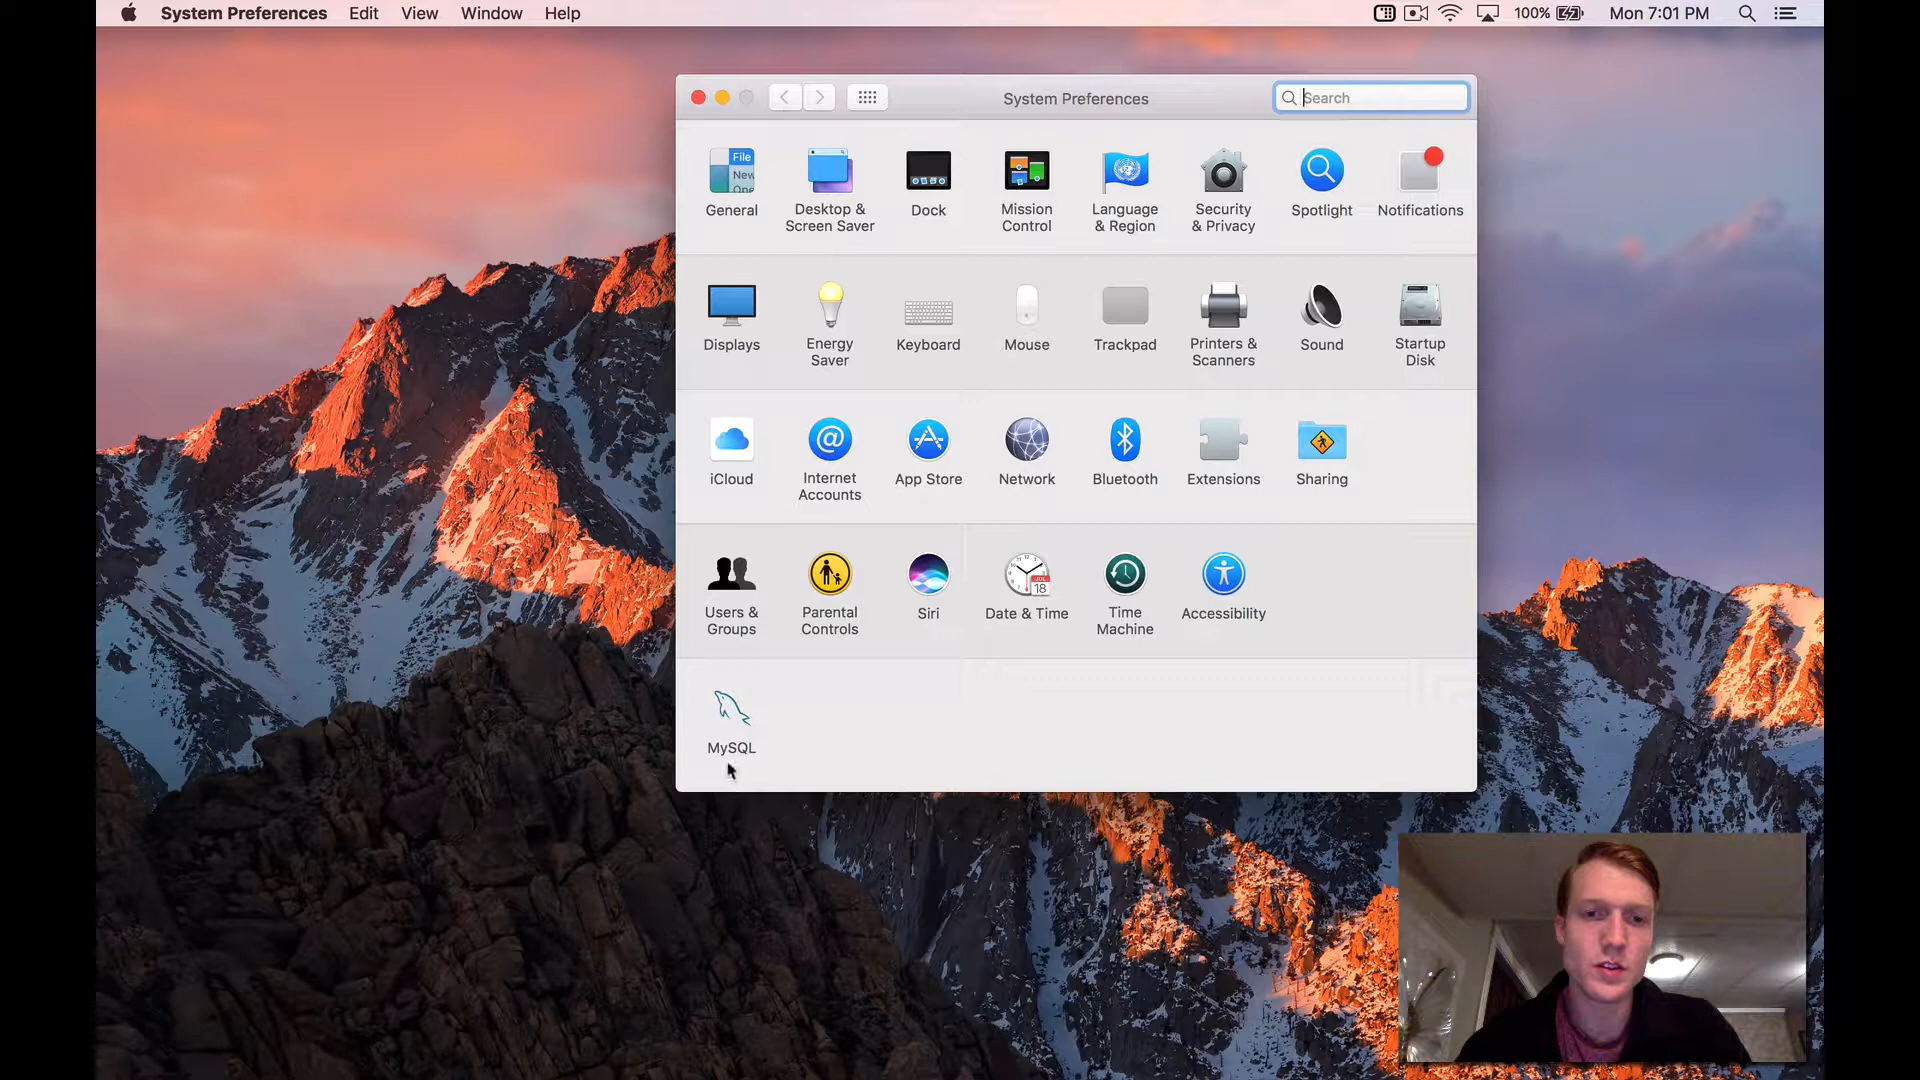 System Preferences Edit View Window Help 100% Mon 7:01 PM
System Preferences Search
File
New
One
General
Desktop &
Screen Saver
Dock
Mission
Control
Language
& Region
Security
& Privacy
Spotlight
Notifications
Displays
Energy
Saver
Keyboard
Mouse
Trackpad
Printers &
Scanners
Sound
Startup
Disk
@
iCloud
Internet
Accounts
App Store
Network
Bluetooth
Extensions
Sharing
JUL
18
Users &
Groups
Parental
Controls
Siri
Date & Time
Time
Machine
Accessibility
MySQL